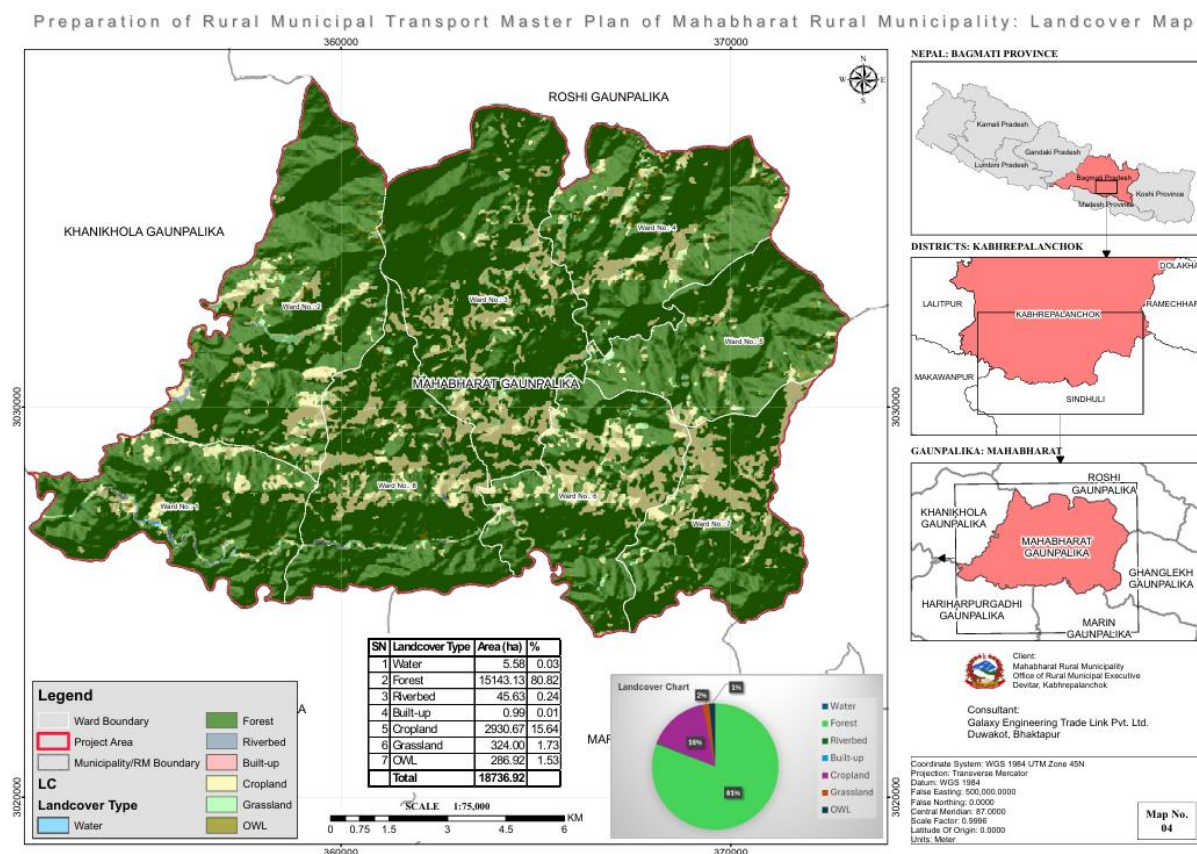 Preparation of Rural Municipal Transport Master Plan of Mahabharat Rural Municipality: Landcover Map
360000
370000
3030000
3020000
N
W E
S
ROSHI GAUNPALIKA
KHANIKHOLA GAUNPALIKA
Ward No.: 4
Ward No.: 2
Ward No.: 3
Ward No.: 5
MAHABHARAT GAUNPALIKA
Ward No.: 8
Ward No.: 6
Ward No.: 1
Ward No.: 7
SN Landcover Type Area (ha) %
1 Water 5.58 0.03
2 Forest 15143.13 80.82
3 Riverbed 45.63 0.24
4 Built-up 0.99 0.01
5 Cropland 2930.67 15.64
6 Grassland 324.00 1.73
7 OWL 286.92 1.53
Total 18736.92
SCALE 1:75,000
0 0.75 1.5 3 4.5 6 KM
Legend
Ward Boundary
Project Area
Municipality/RM Boundary
LC
Landcover Type
Water
Forest
Riverbed
Built-up
Cropland
Grassland
OWL
A
MAR
Landcover Chart
2%
16%
81%
Water
Forest
Riverbed
Built-up
Cropland
Grassland
OWL
360000
370000
3030000
3020000
NEPAL: BAGMATI PROVINCE
Karnali Pradesh
Gandaki Pradesh
Lumbini Pradesh
Bagmati Pradesh
Koshi Province
Madesh Province
DISTRICTS: KABHREPALANCHOK
DOLAKHA
LALITPUR
RAMECHHAP
KABHREPALANCHOK
MAKAWANPUR
SINDHULI
GAUNPALIKA: MAHABHARAT
ROSHI
GAUNPALIKA
KHANIKHOLA
GAUNPALIKA
MAHABHARAT
GAUNPALIKA
GHANGLEKH
GAUNPALIKA
HARIHARPURGADHI
GAUNPALIKA
MARIN
GAUNPALIKA
Client:
Mahabharat Rural Municipality
Office of Rural Municipal Executive
Devitar, Kabhrepalanchok
Consultant:
Galaxy Engineering Trade Link Pvt. Ltd.
Duwakot, Bhaktapur
Coordinate System: WGS 1984 UTM Zone 45N
Projection: Transverse Mercator
Datum: WGS 1984
False Easting: 500,000.0000
False Northing: 0.0000
Central Meridian: 87.0000
Scale Factor: 0.9996
Latitude Of Origin: 0.0000
Units: Meter
Map No.
04